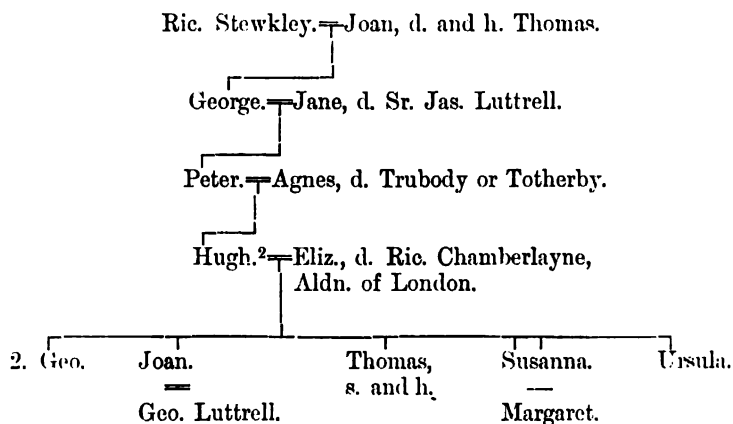 Ric. Stewkley.=Joan, d. and h. Thomas.
George.=Jane, d. Sr. Jas. Luttrell.
Peter.=Agnes, d. Trubody or Totherby.
Hugh.²=Eliz., d. Ric. Chamberlayne,
Aldn. of London.
2. Geo. Joan. Thomas, Susanna. Ursula.
s. and h.
= —
Geo. Luttrell. Margaret.